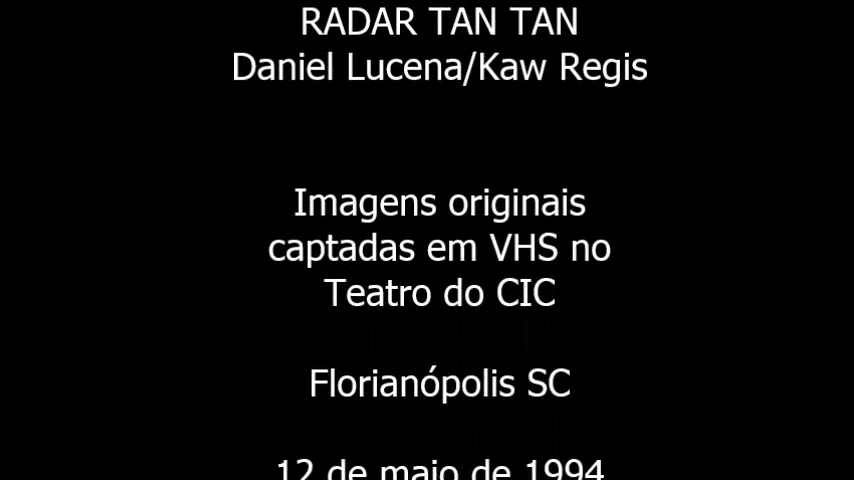 RADAR TAN TAN
Daniel Lucena/Kaw Regis
Imagens originais
captadas em VHS no
Teatro do CIC
Florianópolis SC
12 de maio de 1994